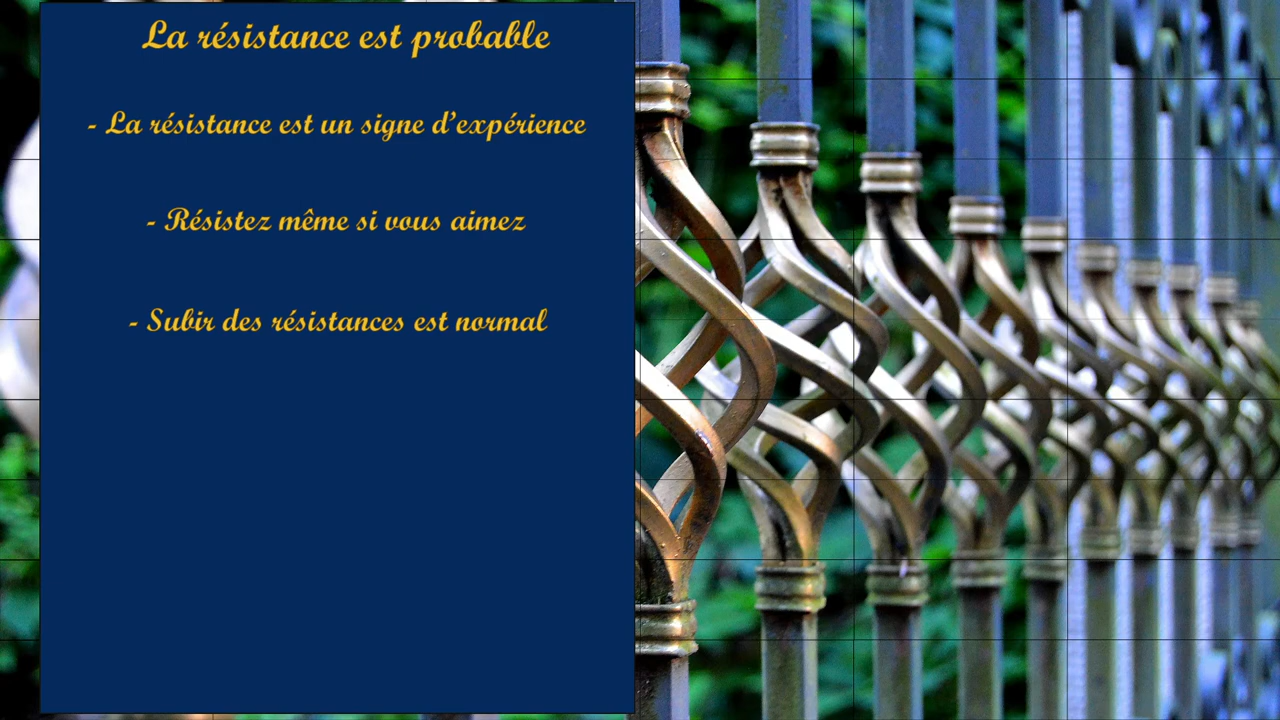 La résistance est probable
- La résistance est un signe d'expérience
- Résistez même si vous aimez
- Subir des résistances est normal